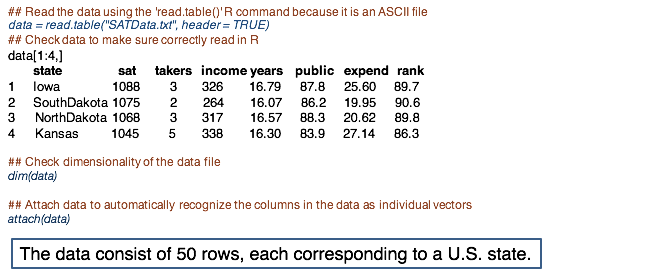 ## Read the data using the 'read.table()' R command because it is an ASCII file
data = read.table("SATData.txt", header = TRUE)
## Check data to make sure correctly read in R
data[1:4,]
state sat takers income years public expend rank
1 Iowa 1088 3 326 16.79 87.8 25.60 89.7
2 SouthDakota 1075 2 264 16.07 86.2 19.95 90.6
3 NorthDakota 1068 3 317 16.57 88.3 20.62 89.8
4 Kansas 1045 5 338 16.30 83.9 27.14 86.3
## Check dimensionality of the data file
dim(data)
## Attach data to automatically recognize the columns in the data as individual vectors
attach(data)
The data consist of 50 rows, each corresponding to a U.S. state.